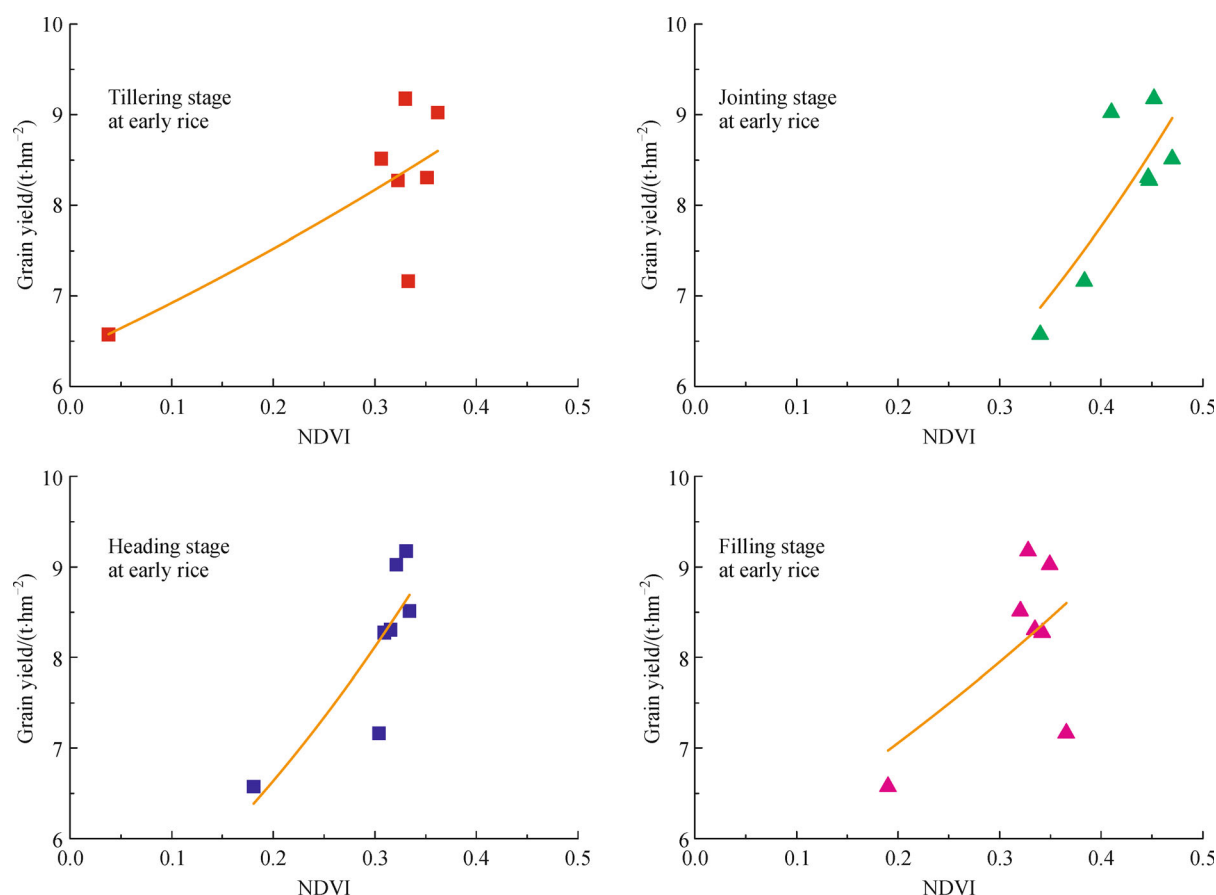 10
9
8
7
6
Grain yield/(t·hm⁻²)
Tillering stage
at early rice
0.0 0.1 0.2 0.3 0.4 0.5
NDVI
10
9
8
7
6
Grain yield/(t·hm⁻²)
Jointing stage
at early rice
0.0 0.1 0.2 0.3 0.4 0.5
NDVI
10
9
8
7
6
Grain yield/(t·hm⁻²)
Heading stage
at early rice
0.0 0.1 0.2 0.3 0.4 0.5
NDVI
10
9
8
7
6
Grain yield/(t·hm⁻²)
Filling stage
at early rice
0.0 0.1 0.2 0.3 0.4 0.5
NDVI